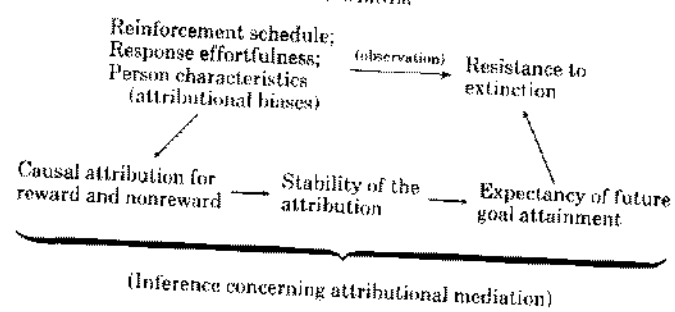 Reinforcement schedule;
Response effortfulness;
Person characteristics
(attributional biases)
(observation)
Resistance to
extinction
Causal attribution for
reward and nonreward
Stability of the
attribution
Expectancy of future
goal attainment
(Inference concerning attributional mediation)